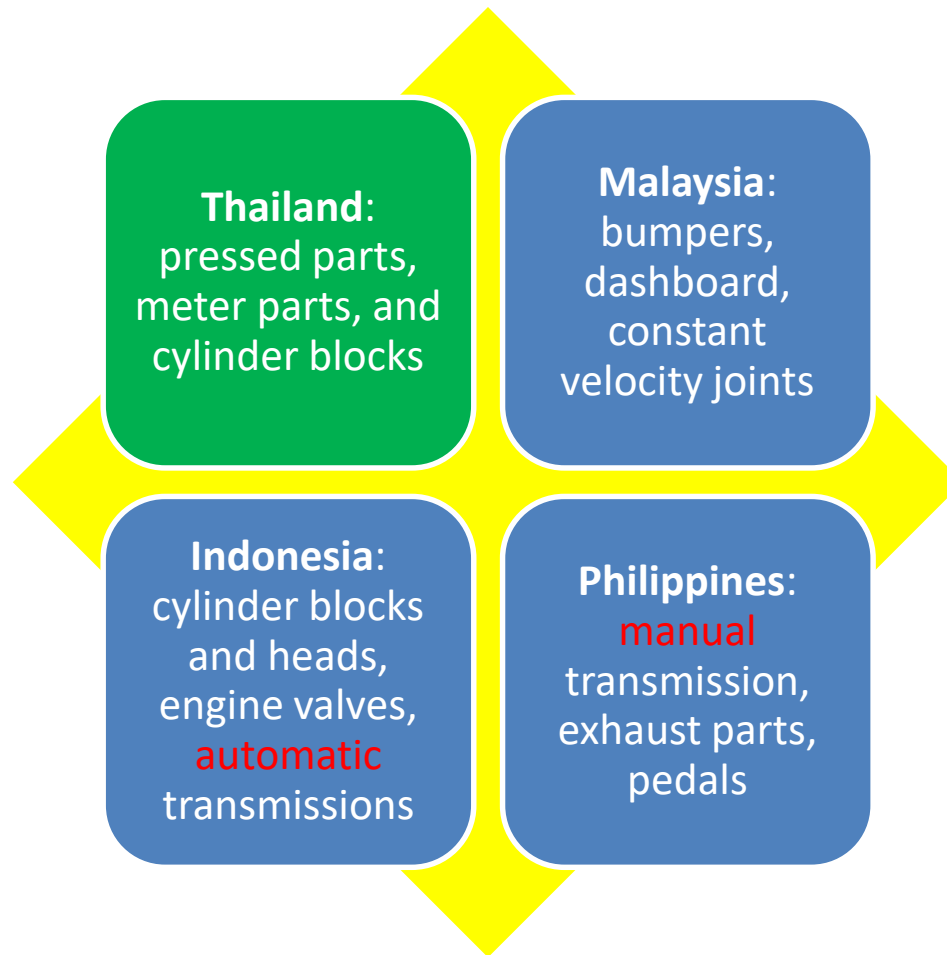 Thailand:
pressed parts,
meter parts, and
cylinder blocks
Malaysia:
bumpers,
dashboard,
constant
velocity joints
Indonesia:
cylinder blocks
and heads,
engine valves,
automatic
transmissions
Philippines:
manual
transmission,
exhaust parts,
pedals